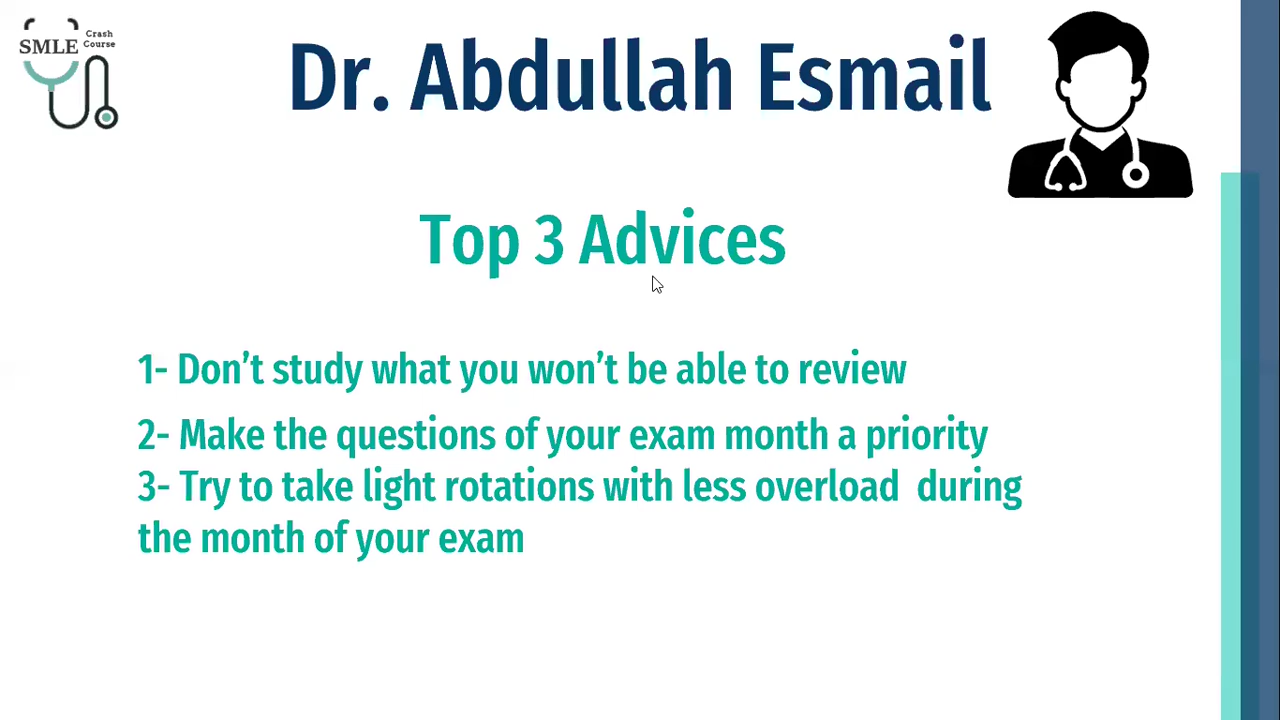 SMLE Crash
Course
Dr. Abdullah Esmail
Top 3 Advices
1- Don’t study what you won’t be able to review
2- Make the questions of your exam month a priority
3- Try to take light rotations with less overload during
the month of your exam